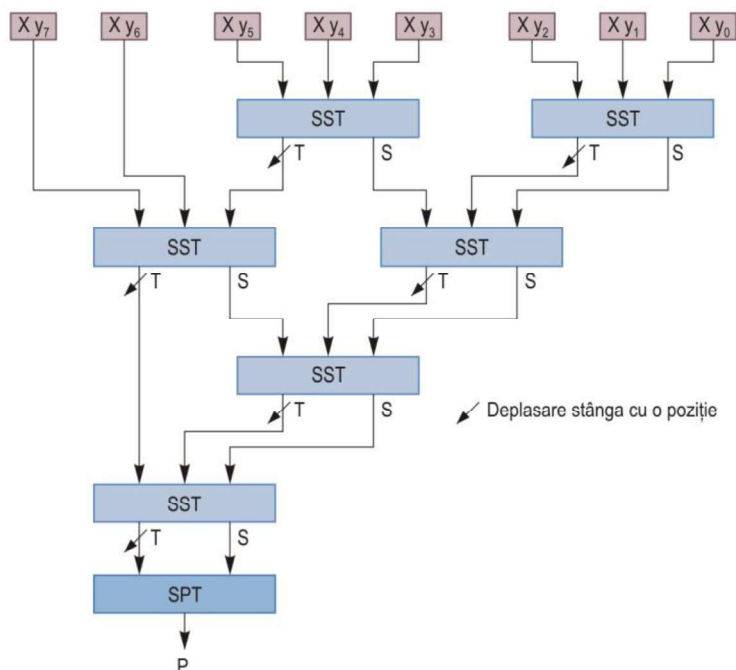 X y₇ X y₆ X y₅ X y₄ X y₃ X y₂ X y₁ X y₀
SST SST
T S T S
SST SST
T S T S
SST
T S
Deplasare stânga cu o poziție
SST
T S
SPT
P